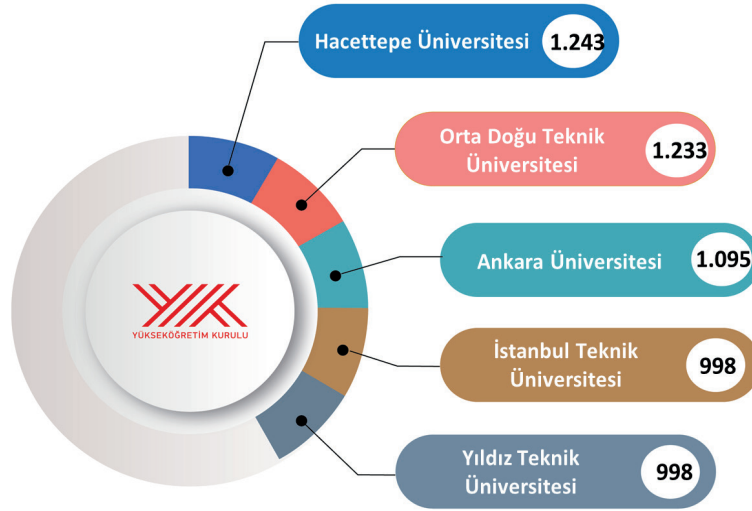 Hacettepe Üniversitesi 1.243
Orta Doğu Teknik
Üniversitesi
1.233
Ankara Üniversitesi 1.095
YÜKSEKÖĞRETİM KURULU
İstanbul Teknik
Üniversitesi
998
Yıldız Teknik
Üniversitesi
998